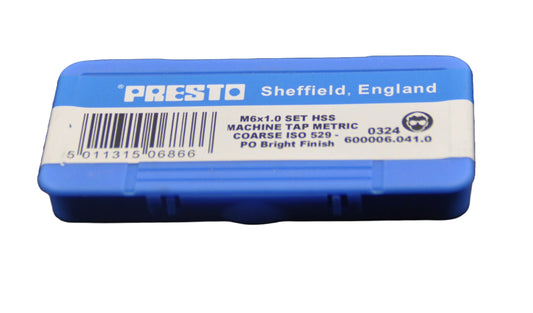 ®PRESTO Sheffield, England
M6x1.0 SET HSS
MACHINE TAP METRIC
COARSE ISO 529 -
PO Bright Finish
0324
600006.041.0
5 011315 06866